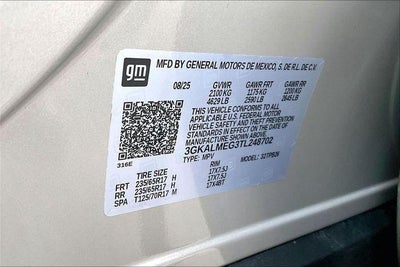 gm
MFD BY GENERAL MOTORS DE MEXICO, S. DE R.L. DE C.V.
08/25 GVWR GAWR FRT GAWR RR
2100 KG 1175 KG 1200 KG
4629 LB 2590 LB 2645 LB
THIS VEHICLE CONFORMS TO ALL
APPLICABLE U.S. FEDERAL MOTOR
VEHICLE SAFETY AND THEFT PREVENTION
STANDARDS IN EFFECT ON THE DATE OF
MANUFACTURE SHOWN ABOVE.
3GKALMEG3TL248702
316E TYPE: MPV MODEL:
TIRE SIZE RIM
FRT 235/65R17 H 17X7.5J
RR 235/65R17 H 17X7.5J
SPA T125/70R17 M 17X4BT